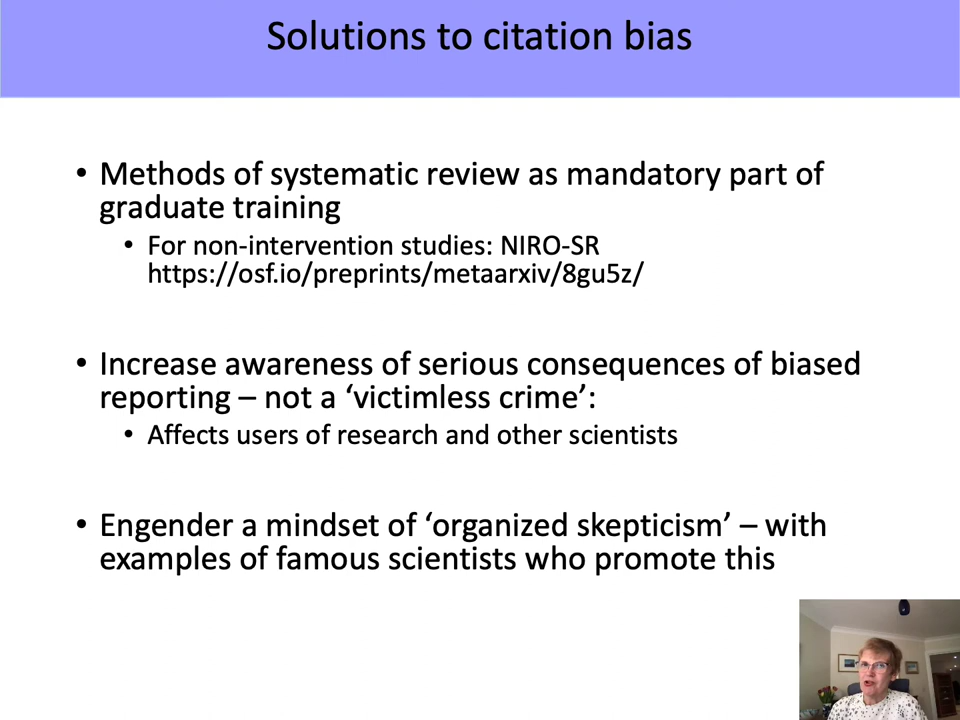 Solutions to citation bias
• Methods of systematic review as mandatory part of
graduate training
• For non-intervention studies: NIRO-SR
https://osf.io/preprints/metaarxiv/8gu5z/
• Increase awareness of serious consequences of biased
reporting – not a ‘victimless crime’:
• Affects users of research and other scientists
• Engender a mindset of ‘organized skepticism’ – with
examples of famous scientists who promote this